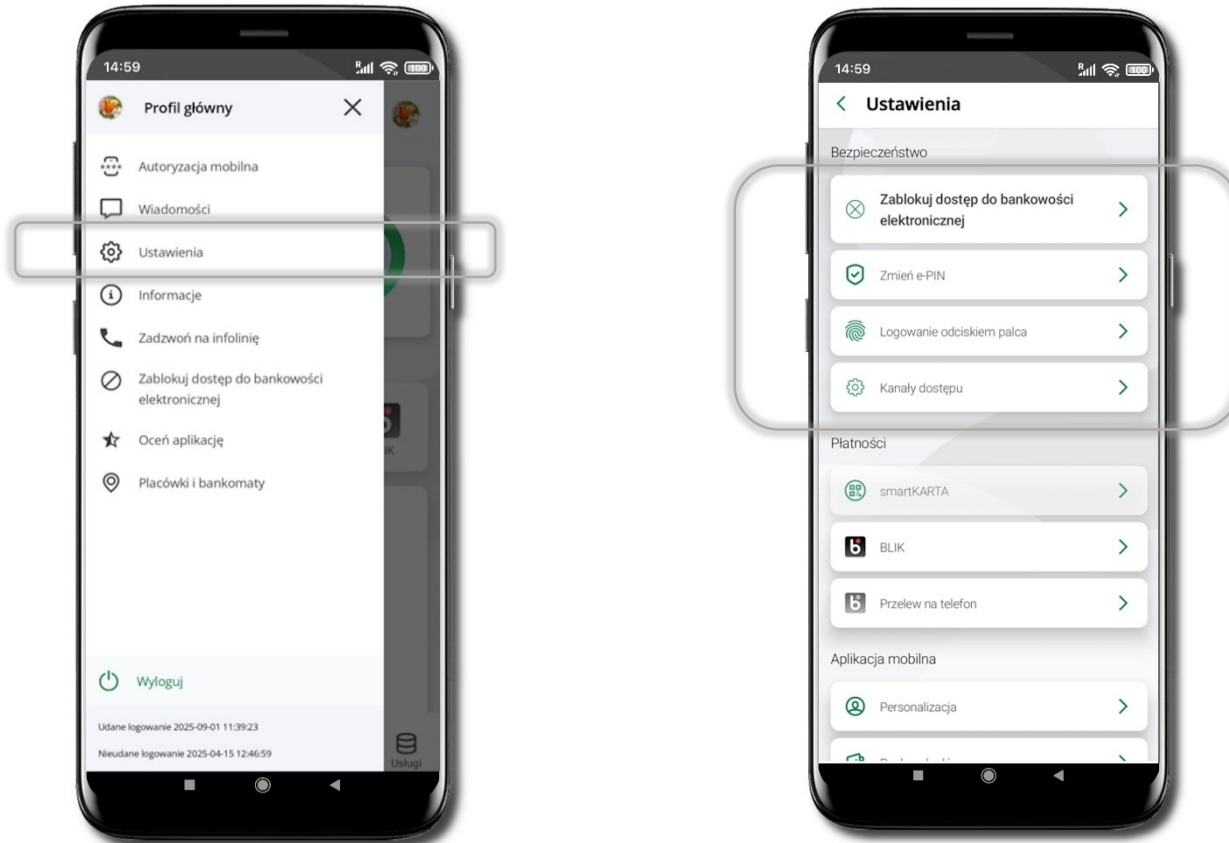 14:59
Profil główny
Autoryzacja mobilna
Wiadomości
Ustawienia
Informacje
Zadzwoń na infolinię
Zablokuj dostęp do bankowości
elektronicznej
Oceń aplikację
Placówki i bankomaty
Wyloguj
Udane logowanie 2025-09-01 11:39:23
Nieudane logowanie 2025-04-15 12:46:59
Usługi
14:59
Ustawienia
Bezpieczeństwo
Zablokuj dostęp do bankowości
elektronicznej
Zmień e-PIN
Logowanie odciskiem palca
Kanały dostępu
Płatności
smartKARTA
BLIK
Przelew na telefon
Aplikacja mobilna
Personalizacja